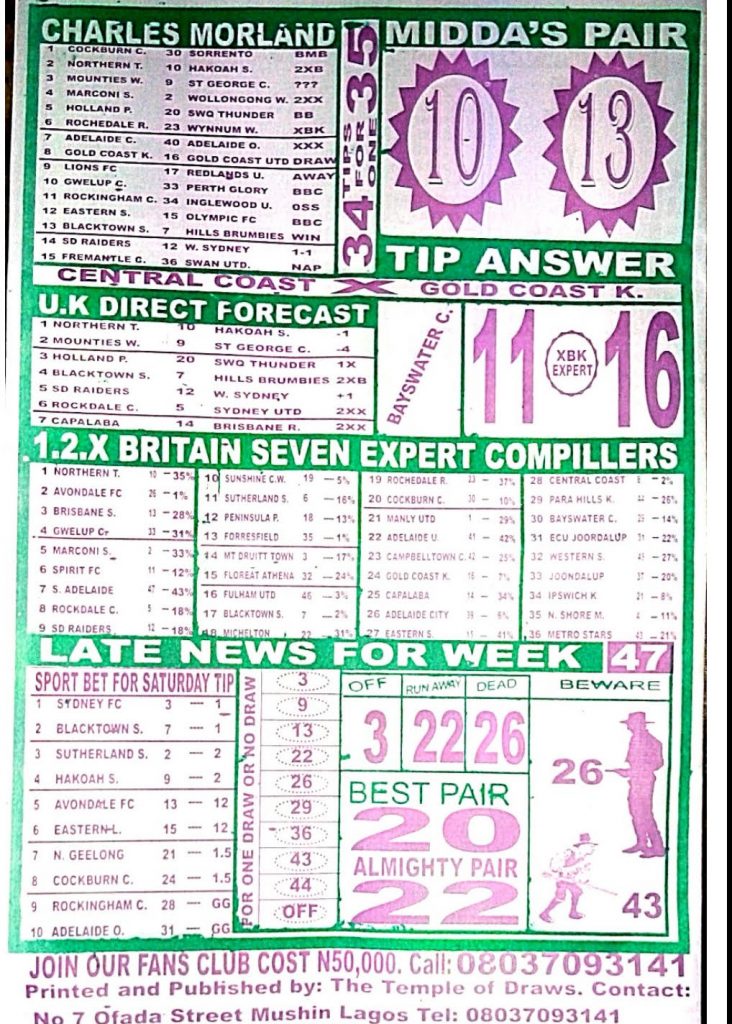 CHARLES MORLAND
1 COCKBURN C. 30 SORRENTO BMB
2 NORTHERN T. 10 HAKOAH S. 2XB
3 MOUNTIES W. 9 ST GEORGE C. ???
4 MARCONI S. 2 WOLLONGONG W. 2XX
5 HOLLAND P. 20 SWQ THUNDER BB
6 ROCHEDALE R. 23 WYNNUM W. XBK
7 ADELAIDE C. 40 ADELAIDE O. XXX
8 GOLD COAST K. 16 GOLD COAST UTD DRAW
9 LIONS FC 17 REDLANDS U. AWAY
10 GWELUP C. 33 PERTH GLORY BBC
11 ROCKINGHAM C. 34 INGLEWOOD U. OSS
12 EASTERN S. 15 OLYMPIC FC BBC
13 BLACKTOWN S. 7 HILLS BRUMBIES WIN
14 SD RAIDERS 12 W. SYDNEY 1-1
15 FREMANTLE C. 36 SWAN UTD. NAP
34 TIPS FOR ONE 35
MIDDA'S PAIR
10 13
TIP ANSWER
CENTRAL COAST X GOLD COAST K.
U.K DIRECT FORECAST
1 NORTHERN T. 10 HAKOAH S. -1
2 MOUNTIES W. 9 ST GEORGE C. -4
3 HOLLAND P. 20 SWQ THUNDER 1X
4 BLACKTOWN S. 7 HILLS BRUMBIES 2XB
5 SD RAIDERS 12 W. SYDNEY +1
6 ROCKDALE C. 5 SYDNEY UTD 2XX
7 CAPALABA 14 BRISBANE R. 2XX
BAYSWATER C.
11 XBK EXPERT 16
1.2.X BRITAIN SEVEN EXPERT COMPILLERS
1 NORTHERN T. 10 - 35%
2 AVONDALE FC 26 - 1%
3 BRISBANE S. 13 - 28%
4 GWELUP Cr 33 - 31%
5 MARCONI S. 2 - 33%
6 SPIRIT FC 11 - 12%
7 S. ADELAIDE 47 - 43%
8 ROCKDALE C. 5 - 18%
9 SD RAIDERS 12 - 18%
10 SUNSHINE C.W. 19 - 5%
11 SUTHERLAND S. 6 - 16%
12 PENINSULA P. 18 - 13%
13 FORRESFIELD 35 - 1%
14 MT DRUITT TOWN 3 - 17%
15 FLOREAT ATHENA 32 - 24%
16 FULHAM UTD 46 - 3%
17 BLACKTOWN S. 7 - 2%
18 MICHELTON 22 - 31%
19 ROCHEDALE R. 23 - 37%
20 COCKBURN C. 30 - 10%
21 MANLY UTD 1 - 29%
22 ADELAIDE U. 41 - 42%
23 CAMPBELLTOWN C. 42 - 25%
24 GOLD COAST K. 16 - 7%
25 CAPALABA 14 - 34%
26 ADELAIDE CITY 39 - 6%
27 EASTERN S. 15 - 41%
28 CENTRAL COAST 8 - 2%
29 PARA HILLS K. - 26%
30 BAYSWATER C. - 14%
31 ECU JOORDALUP 31 - 22%
32 WESTERN S. 45 - 27%
33 JOONDALUP 37 - 20%
34 IPSWICH K 21 - 8%
35 N. SHORE M. 4 - 11%
36 METRO STARS 43 - 21%
LATE NEWS FOR WEEK 47
SPORT BET FOR SATURDAY TIP
1 SYDNEY FC 3 — 1
2 BLACKTOWN S. 7 — 1
3 SUTHERLAND S. 2 — 2
4 HAKOAH S. 9 — 2
5 AVONDALE FC 13 — 12
6 EASTERN L. 15 — 12
7 N. GEELONG 21 — 1.5
8 COCKBURN C. 24 — 1.5
9 ROCKINGHAM C. 28 — GG
10 ADELAIDE O. 31 — GG
FOR ONE DRAW OR NO DRAW
3
9
13
22
26
29
36
43
44
OFF
OFF RUN AWAY DEAD
3 22 26
BEST PAIR
20
ALMIGHTY PAIR
22
BEWARE
26
43
JOIN OUR FANS CLUB COST N50,000. Call: 08037093141
Printed and Published by: The Temple of Draws. Contact:
No 7 Ofada Street Mushin Lagos Tel: 08037093141